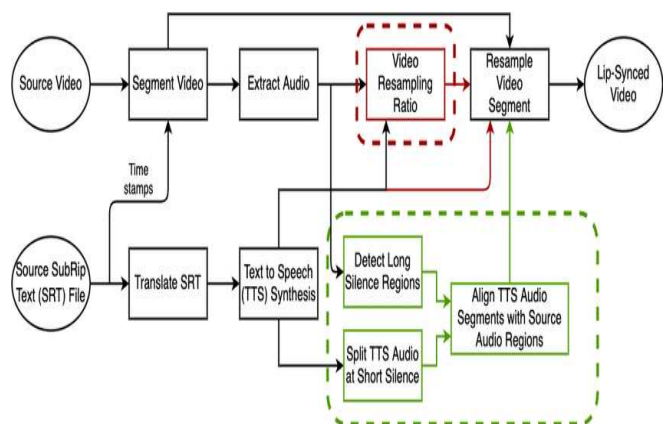 Source Video
Segment Video
Extract Audio
Video
Resampling
Ratio
Resample
Video
Segment
Lip-Synced
Video
Time
stamps
Source SubRip
Text (SRT) File
Translate SRT
Text to Speech
(TTS) Synthesis
Detect Long
Silence Regions
Split TTS Audio
at Short Silence
Align TTS Audio
Segments with Source
Audio Regions